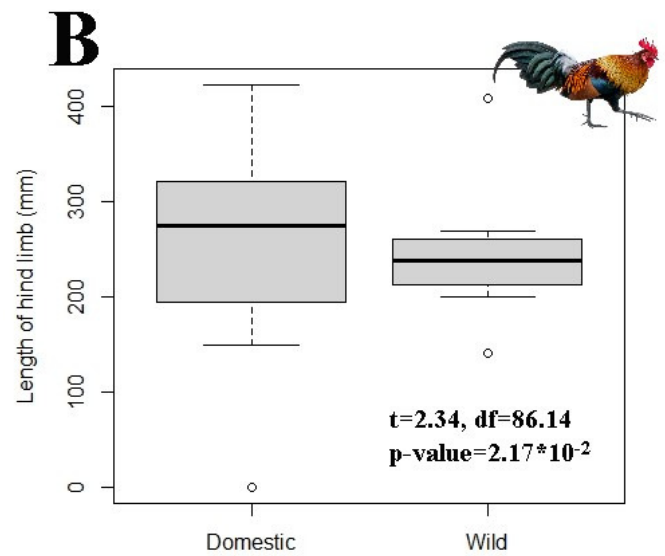 B
Length of hind limb (mm)
400
300
200
100
0
t=2.34, df=86.14
p-value=2.17*10-2
Domestic Wild